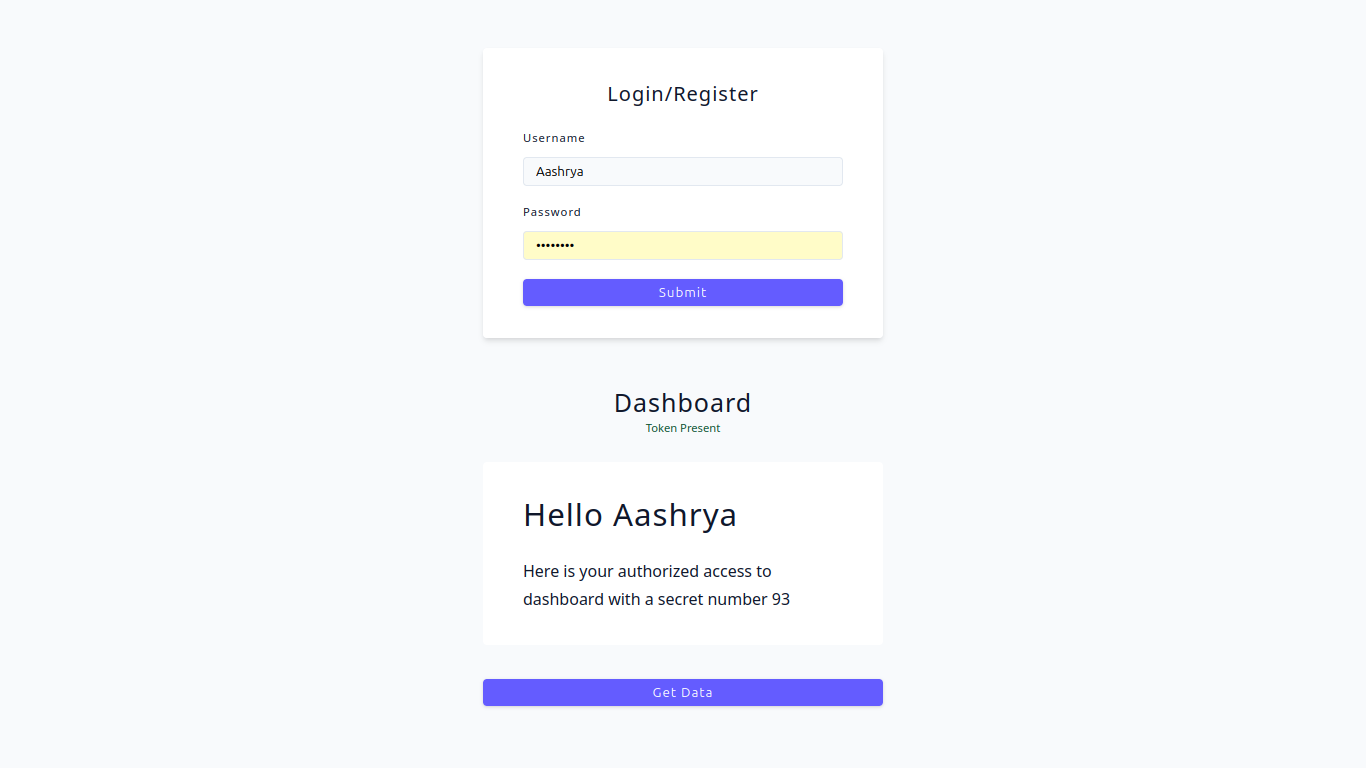 Login/Register
Username
Aashrya
Password
••••••••
Submit
Dashboard
Token Present
Hello Aashrya
Here is your authorized access to
dashboard with a secret number 93
Get Data